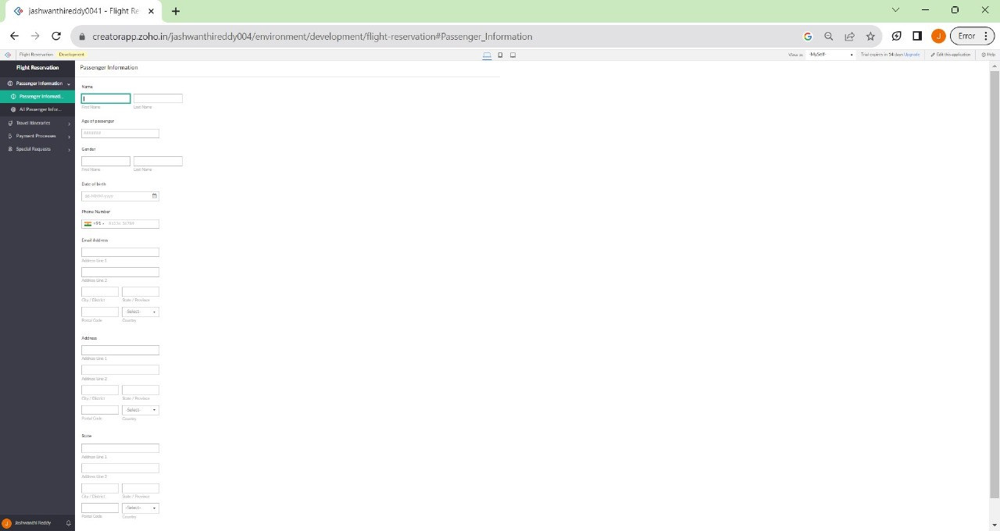 jashwanthireddy0041 - Flight Re
creatorapp.zoho.in/jashwanthireddy004/environment/development/flight-reservation#Passenger_Information
Error
Flight Reservation Development
View as -MySelf- Trial expires in 14 days Upgrade Edit this application Help
Flight Reservation
Passenger Information
Passenger Informati...
All Passenger Infor...
Travel Itineraries
Payment Processes
Special Requests
Jashwanthi Reddy
Passenger Information
Name
First Name Last Name
Age of passenger
#######
Gender
First Name Last Name
Date of birth
dd-MMM-yyyy
Phone Number
+91
Email Address
Address Line 1
Address Line 2
City / District State / Province
-Select-
Postal Code Country
Address
Address Line 1
Address Line 2
City / District State / Province
-Select-
Postal Code Country
State
Address Line 1
Address Line 2
City / District State / Province
-Select-
Postal Code Country